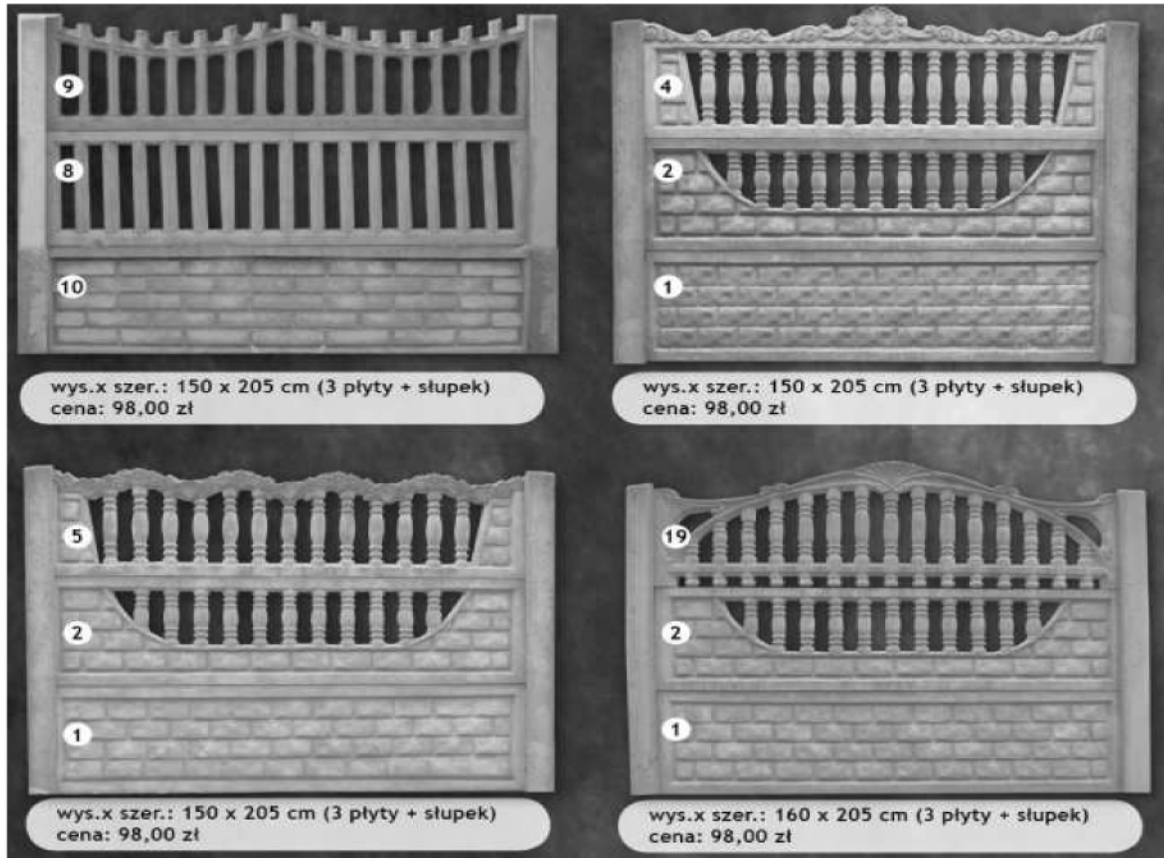 9
8
10
wys.x szer.: 150 x 205 cm (3 płyty + słupek)
cena: 98,00 zł
4
2
1
wys.x szer.: 150 x 205 cm (3 płyty + słupek)
cena: 98,00 zł
5
2
1
wys.x szer.: 150 x 205 cm (3 płyty + słupek)
cena: 98,00 zł
19
2
1
wys.x szer.: 160 x 205 cm (3 płyty + słupek)
cena: 98,00 zł